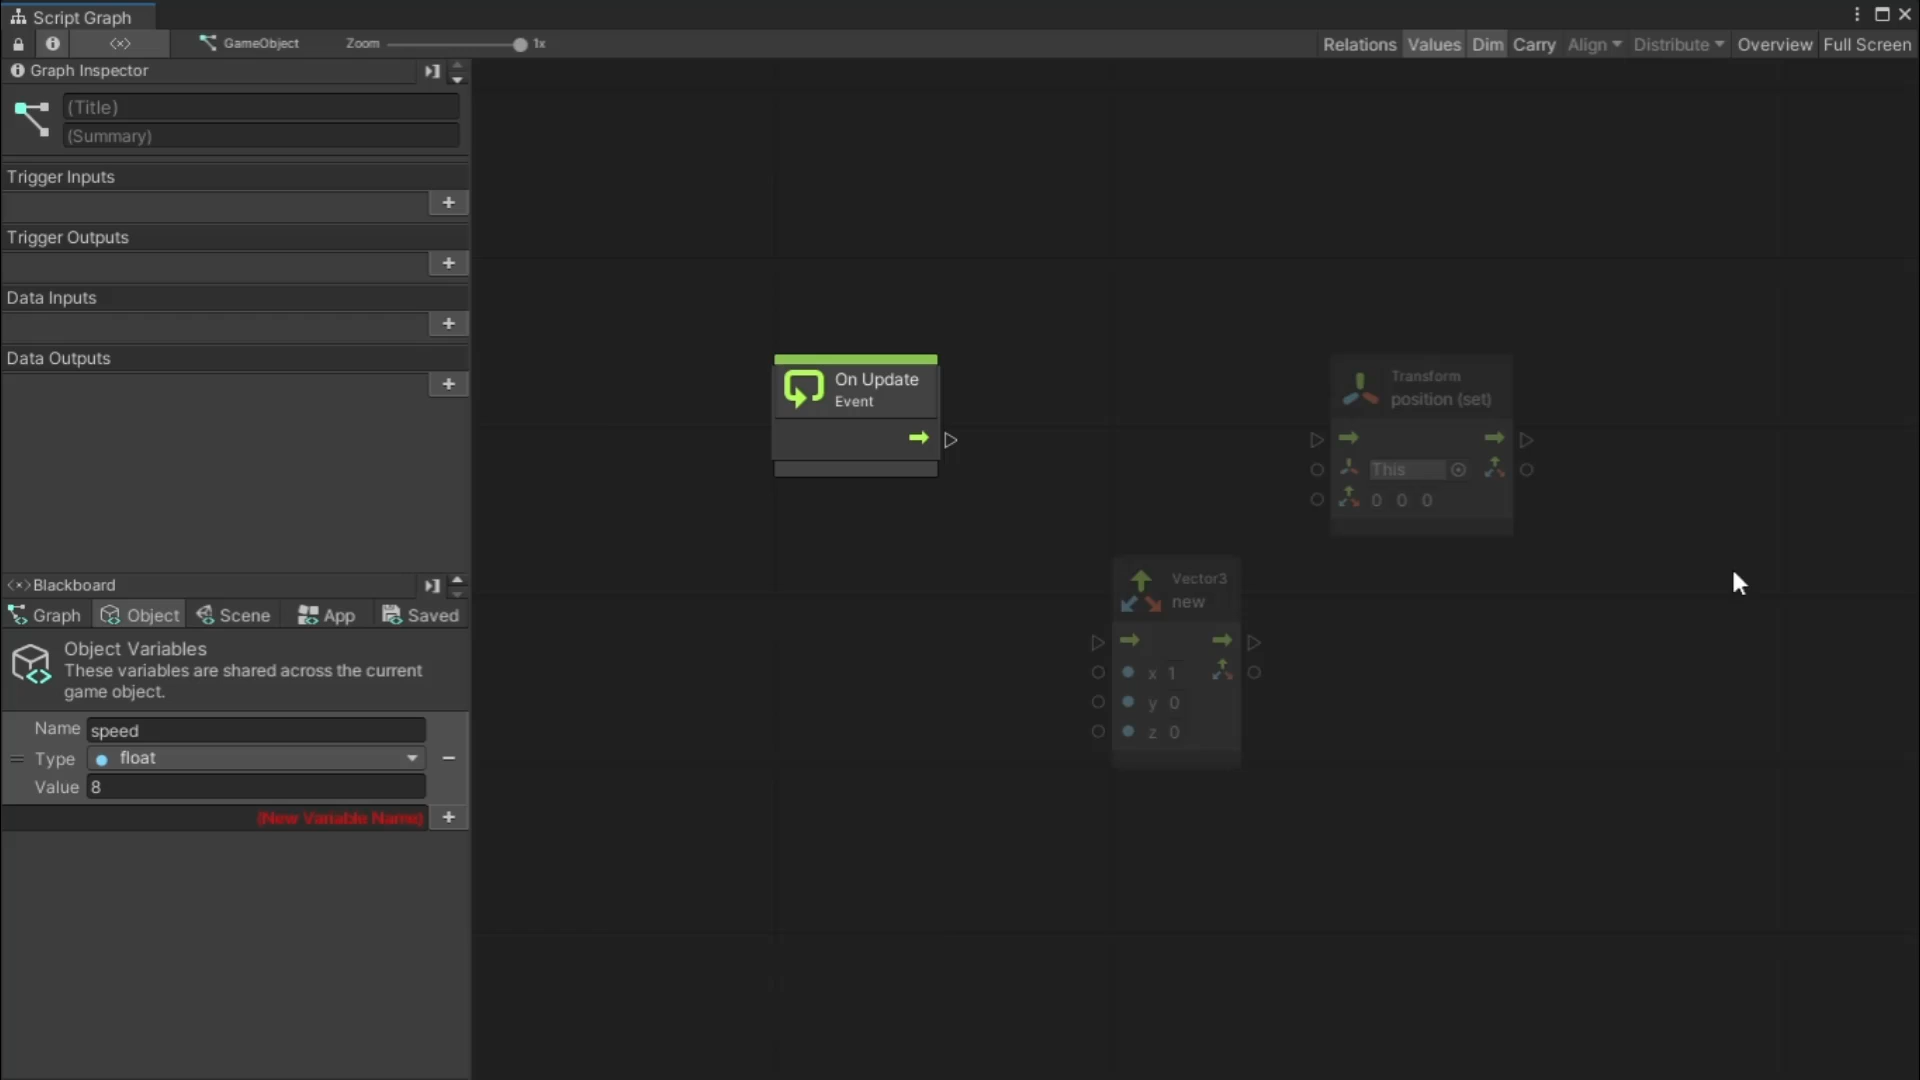 Script Graph
<×> GameObject Zoom 1x Relations Values Dim Carry Align Distribute Overview Full Screen
Graph Inspector
(Title)
(Summary)
Trigger Inputs
+
Trigger Outputs
+
Data Inputs
+
Data Outputs
+
On Update
Event
Transform
position (set)
This
0 0 0
Vector3
new
x 1
y 0
z 0
<×> Blackboard
Graph Object Scene App Saved
Object Variables
These variables are shared across the current
game object.
Name speed
Type float
Value 8
(New Variable Name) +